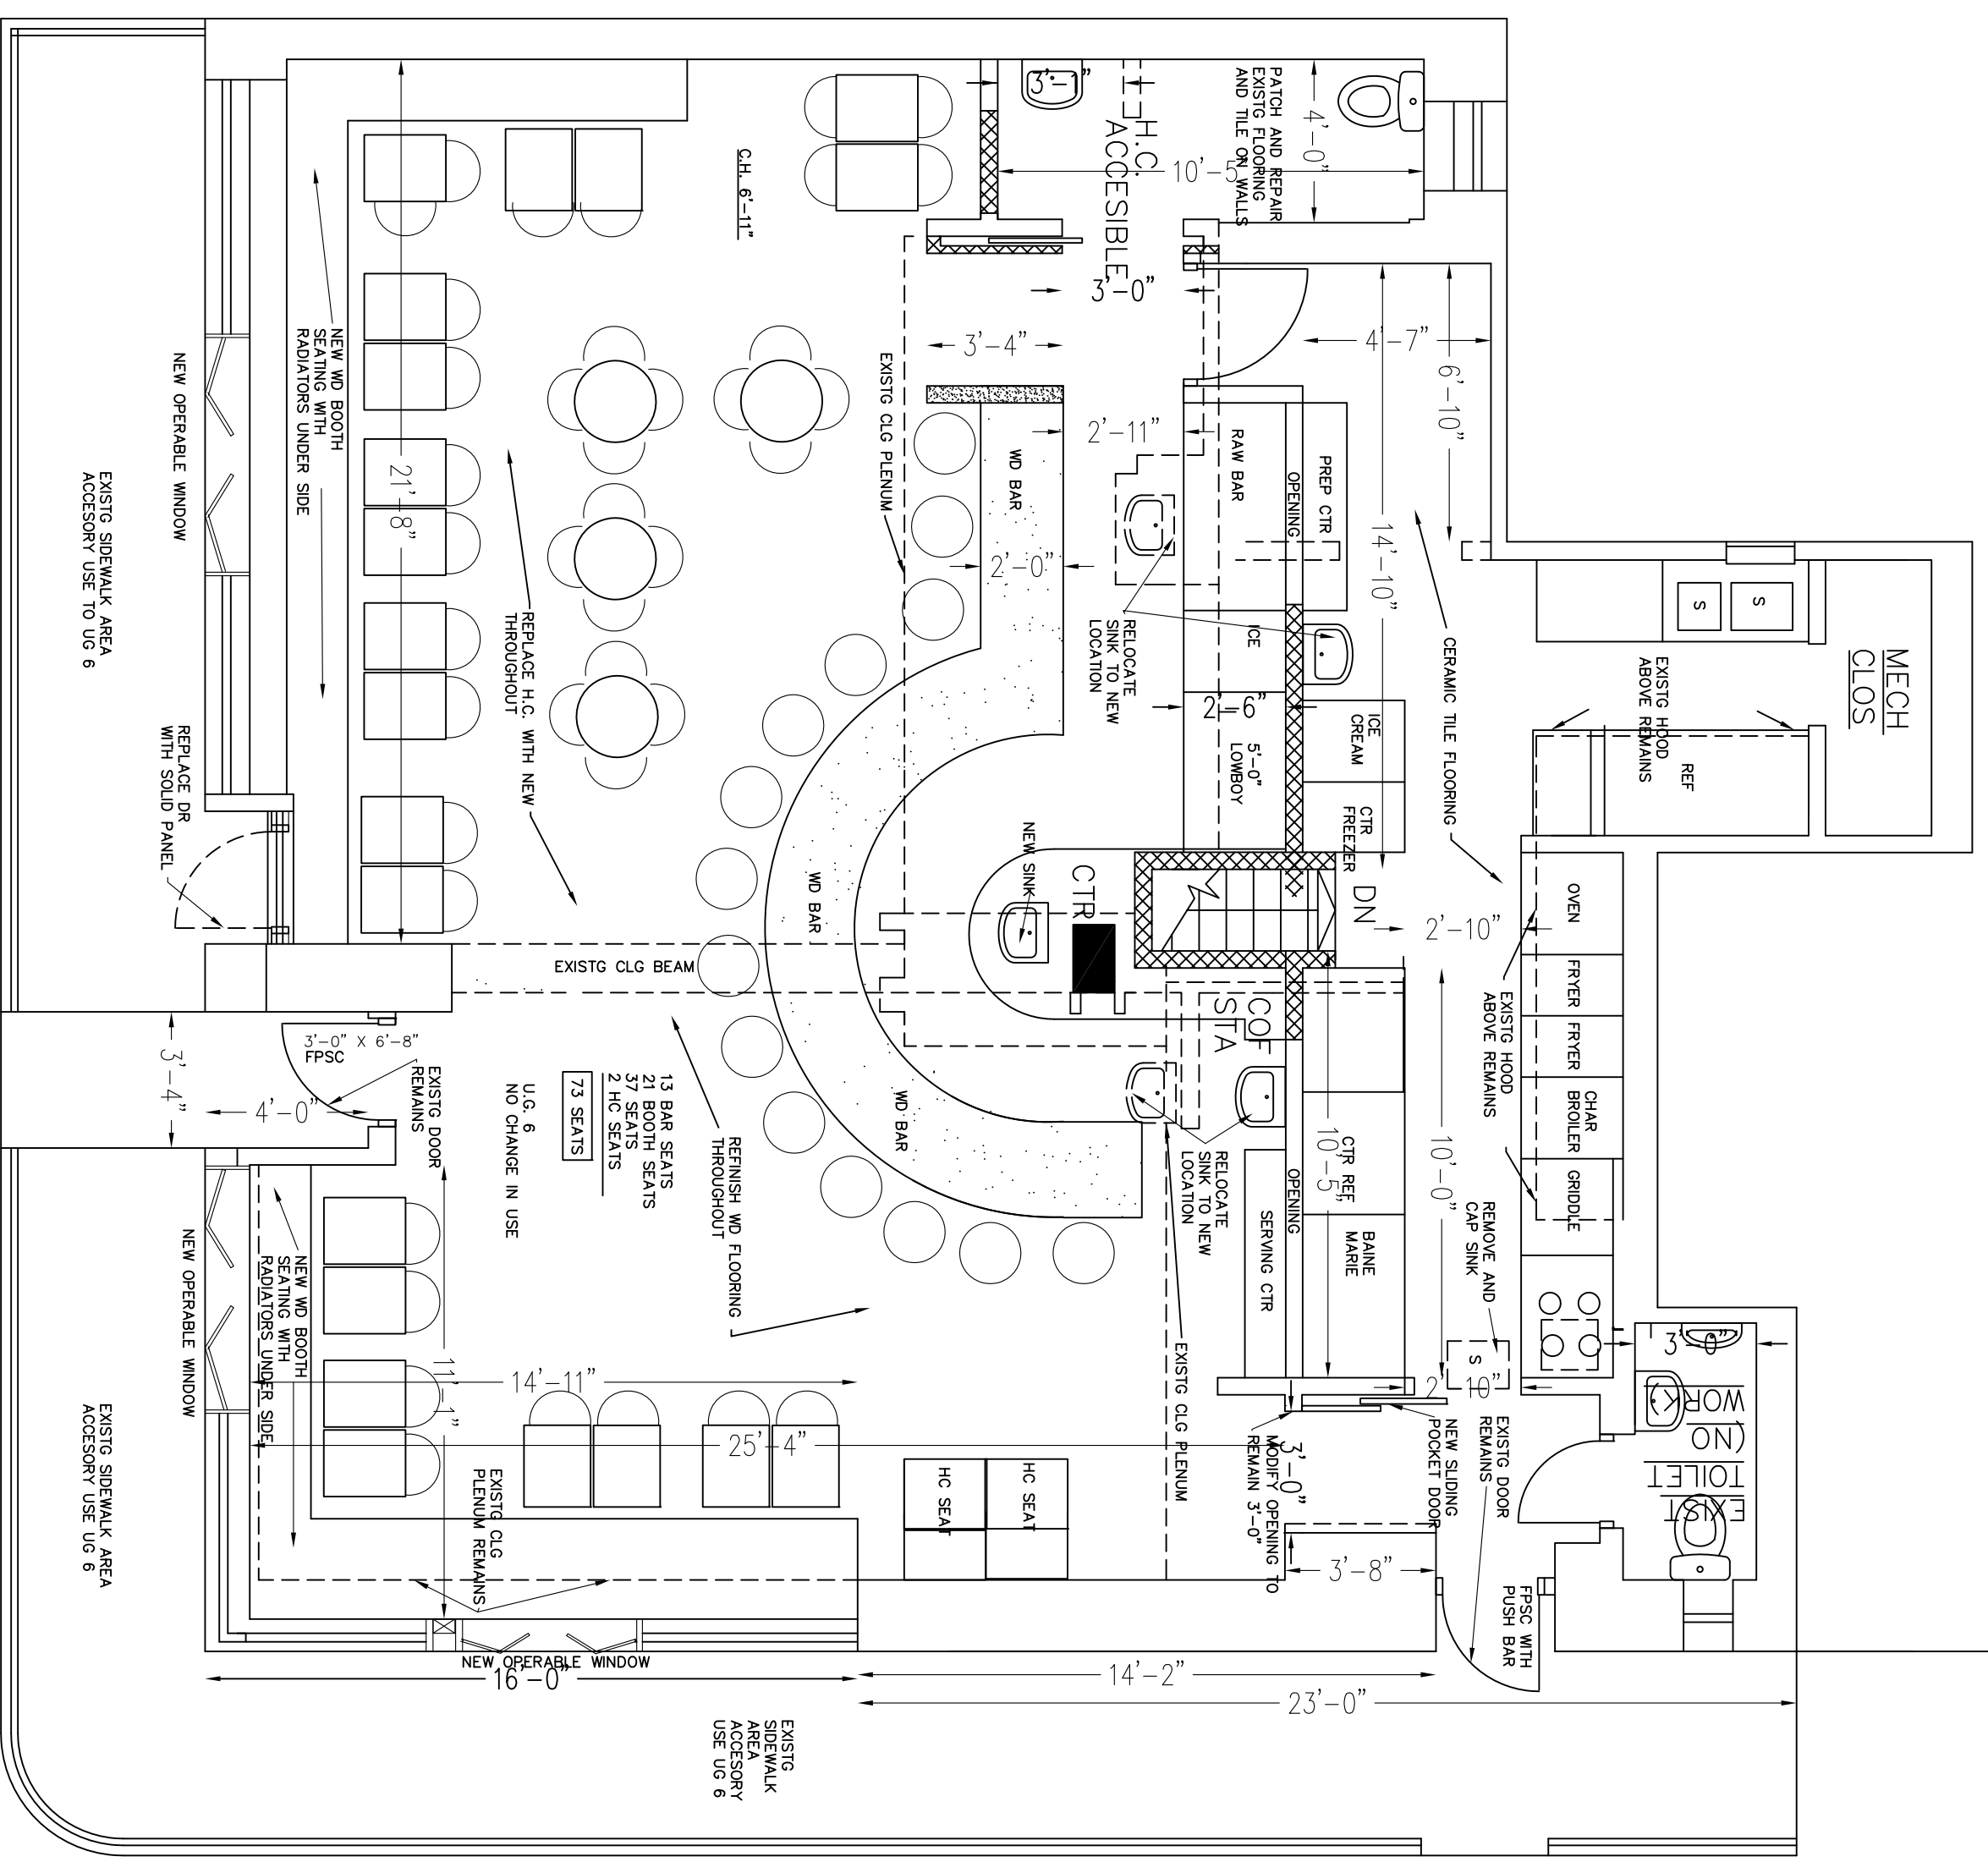 PATCH AND REPAIR
EXISTG FLOORING
AND TILE ON WALLS
H.C.
ACCESIBLE
3'-1"
4'-0"
10'-5"
C.H. 6'-11"
3'-0"
3'-4"
4'-7"
6'-10"
NEW WD BOOTH
SEATING WITH
RADIATORS UNDER SIDE
NEW OPERABLE WINDOW
EXISTG SIDEWALK AREA
ACCESORY USE TO UG 6
21'-8"
EXISTG CLG PLENUM
WD BAR
2'-11"
2'-0"
RAW BAR
OPENING
PREP CTR
14'-10"
RELOCATE
SINK TO NEW
LOCATION
ICE
2'-6"
5'-0"
LOWBOY
ICE
CREAM
CTR
FREEZER
CERAMIC TILE FLOORING
S
S
MECH
CLOS
EXISTG HOOD
ABOVE REMAINS
REF
REPLACE H.C. WITH NEW
THROUGHOUT
REPLACE DR
WITH SOLID PANEL
NEW SINK
CTR
DN
WD BAR
2'-10"
OVEN
FRYER
FRYER
CHAR
BROILER
GRIDDLE
EXISTG HOOD
ABOVE REMAINS
EXISTG CLG BEAM
COF
STA
3'-0" X 6'-8"
FPSC
EXISTG DOOR
REMAINS
3'-4"
4'-0"
13 BAR SEATS
21 BOOTH SEATS
37 SEATS
2 HC SEATS
73 SEATS
U.G. 6
NO CHANGE IN USE
WD BAR
REFINISH WD FLOORING
THROUGHOUT
RELOCATE
SINK TO NEW
LOCATION
OPENING
SERVING CTR
CTR REF
10'-5"
BAINE
MARIE
10'-0"
REMOVE AND
CAP SINK
S
2'-10"
3'-0"
EXIST
TOILET
(NO
WORK
NEW OPERABLE WINDOW
NEW WD BOOTH
SEATING WITH
RADIATORS UNDER SIDE
11'-1"
14'-11"
25'-4"
EXISTG CLG PLENUM
EXISTG SIDEWALK AREA
ACCESORY USE UG 6
EXISTG CLG
PLENUM REMAINS
HC SEAT
HC SEAT
3'-0"
MODIFY OPENING TO
REMAIN 3'-0"
NEW SLIDING
POCKET DOOR
EXISTG DOOR
REMAINS
3'-8"
FPSC WITH
PUSH BAR
NEW OPERABLE WINDOW
16'-0"
14'-2"
23'-0"
EXISTG
SIDEWALK
AREA
ACCESORY
USE UG 6